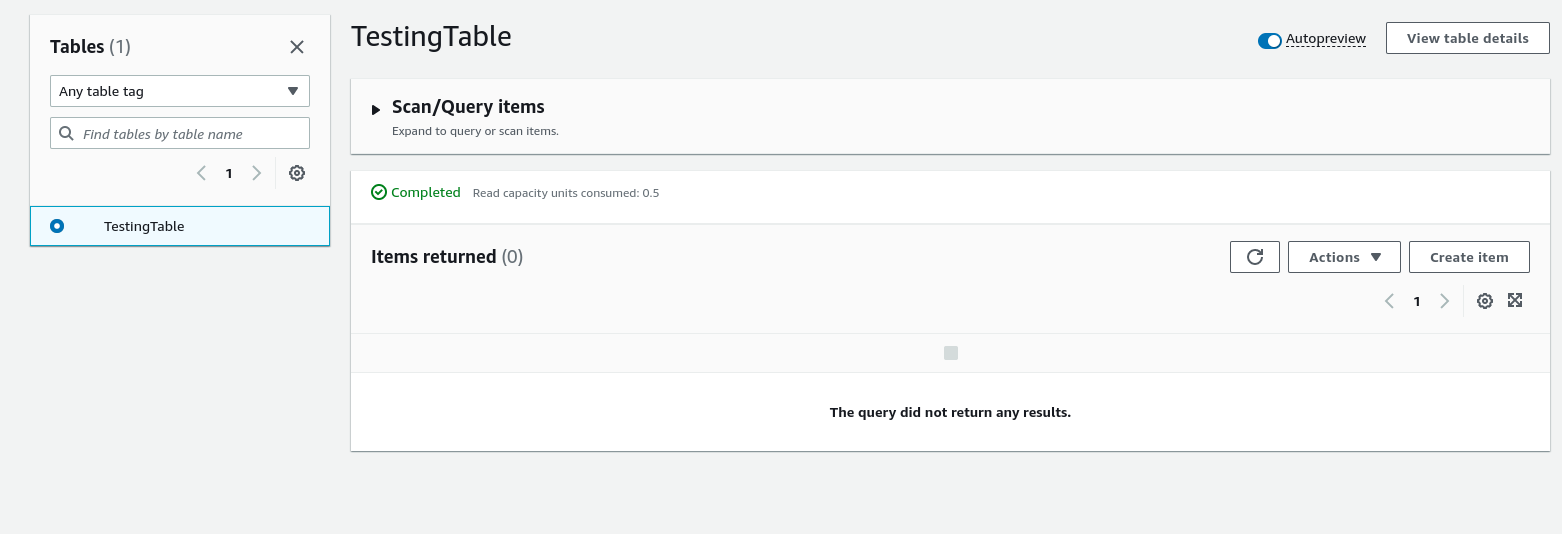 Tables (1)
Any table tag
Find tables by table name
1
TestingTable
TestingTable
Autopreview
View table details
Scan/Query items
Expand to query or scan items.
Completed Read capacity units consumed: 0.5
Items returned (0)
Actions
Create item
1
The query did not return any results.